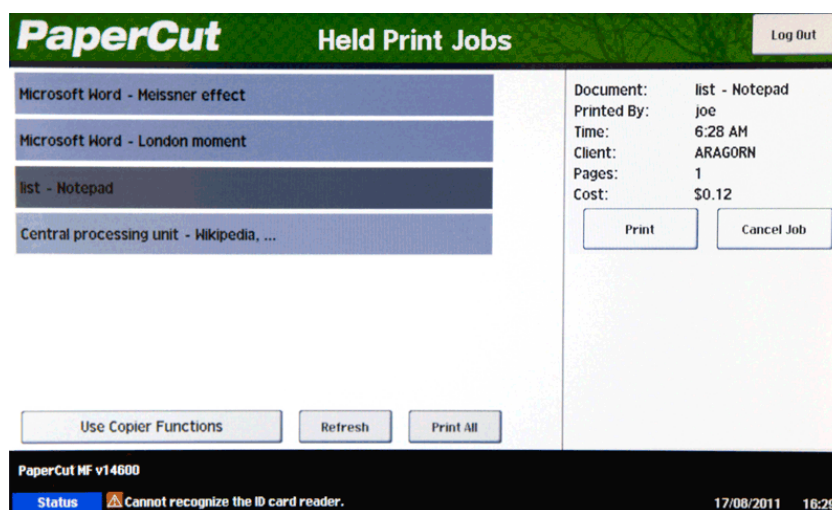 PaperCut Held Print Jobs Log Out
Microsoft Word - Meissner effect
Microsoft Word - London moment
list - Notepad
Central processing unit - Wikipedia, ...
Document: list - Notepad
Printed By: joe
Time: 6:28 AM
Client: ARAGORN
Pages: 1
Cost: $0.12
Print Cancel Job
Use Copier Functions Refresh Print All
PaperCut MF v14600
Status Cannot recognize the ID card reader. 17/08/2011 16:29